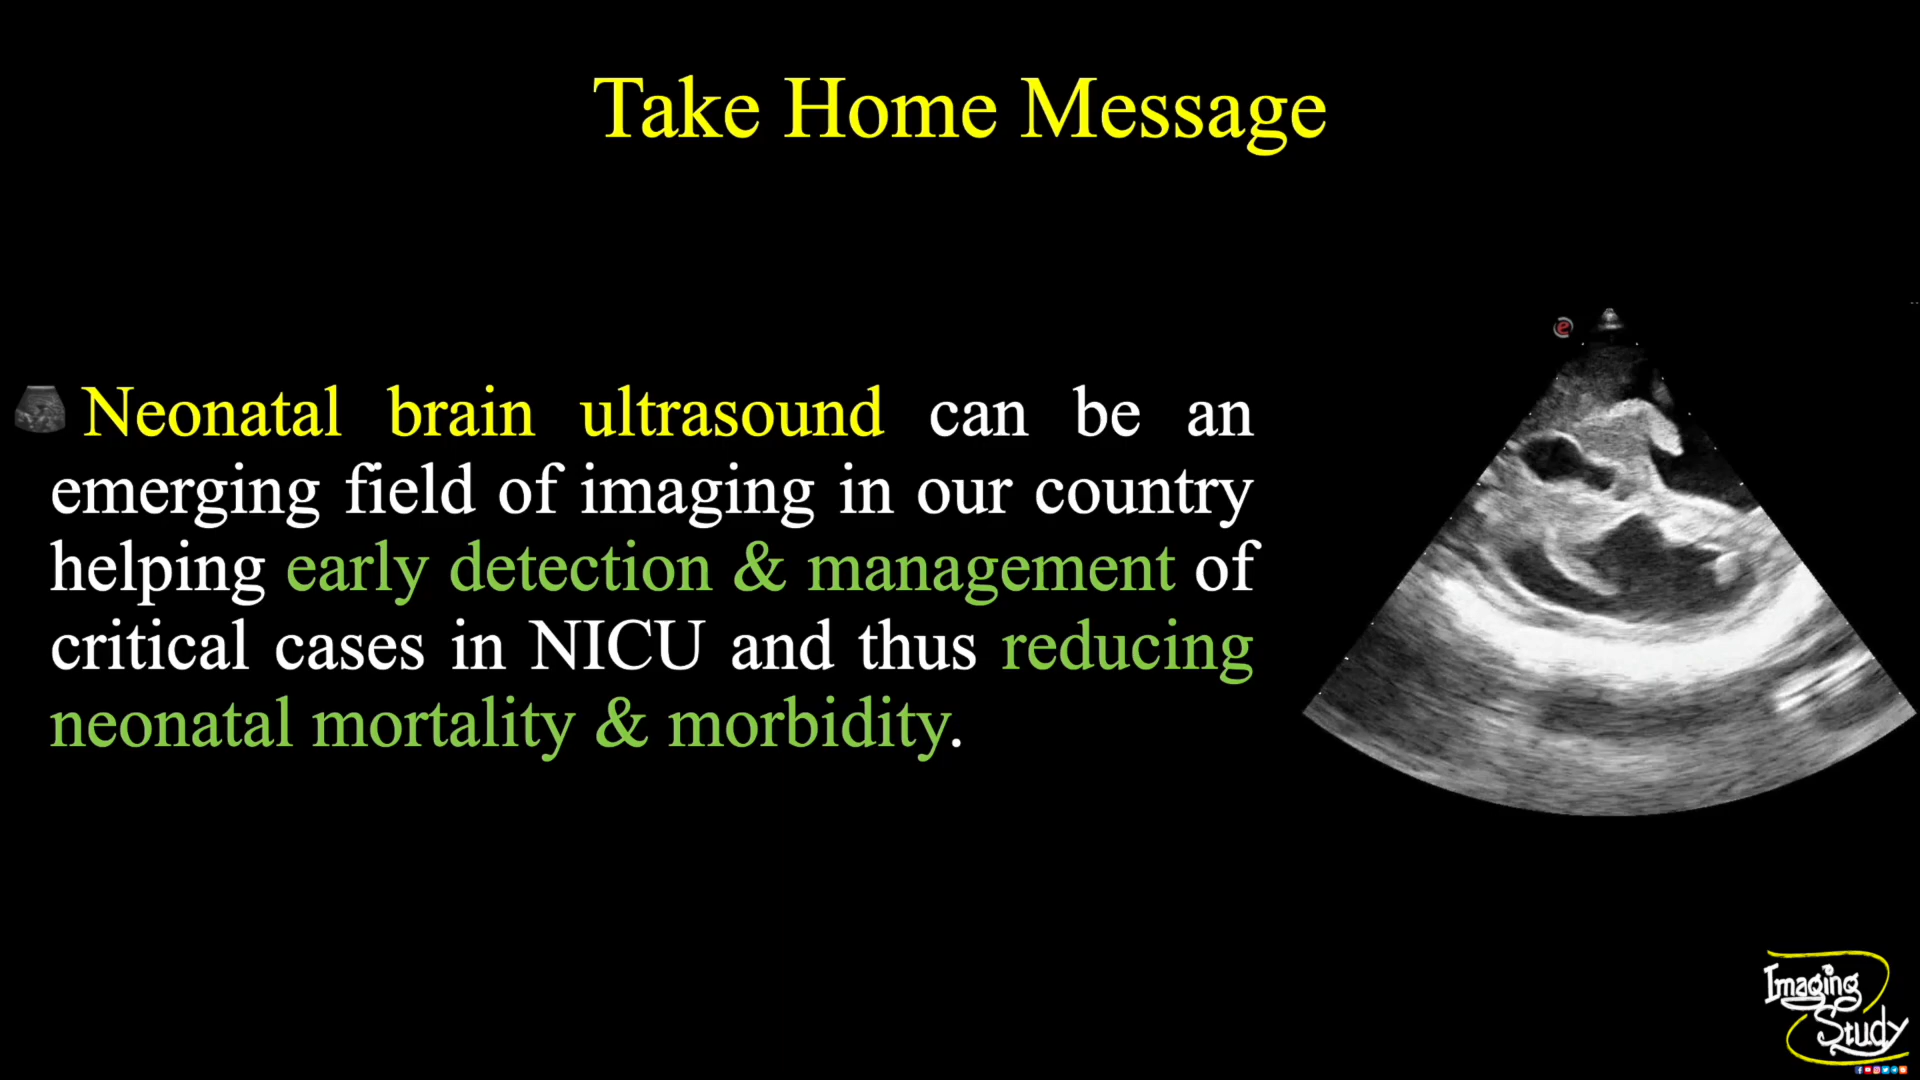 Take Home Message
e
Neonatal brain ultrasound can be an
emerging field of imaging in our country
helping early detection & management of
critical cases in NICU and thus reducing
neonatal mortality & morbidity.
Imaging
Study